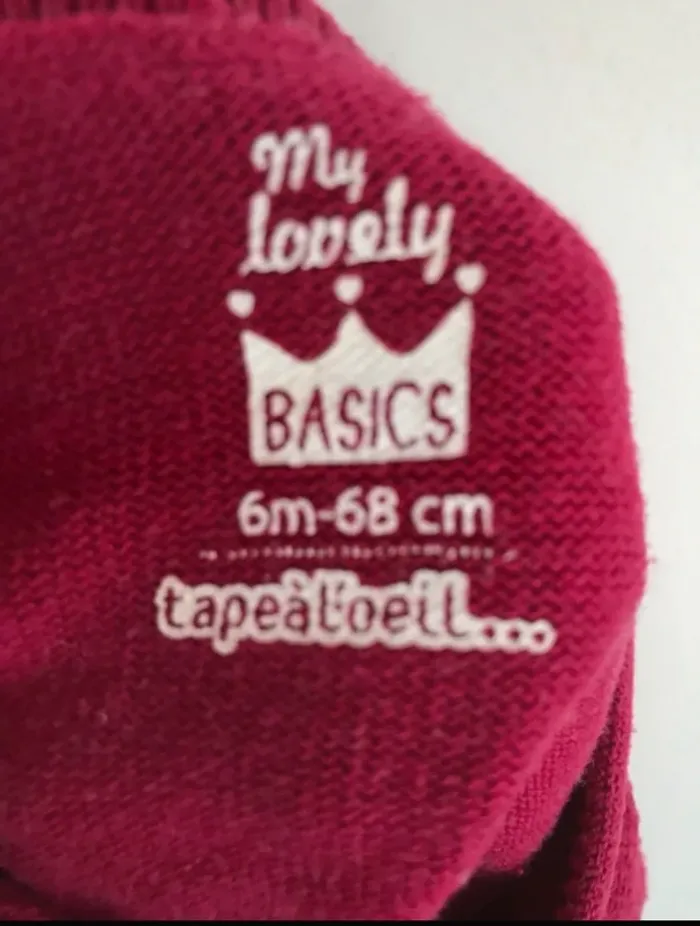 My
lovely
BASICS
6m-68 cm
tapeàl'oeil...